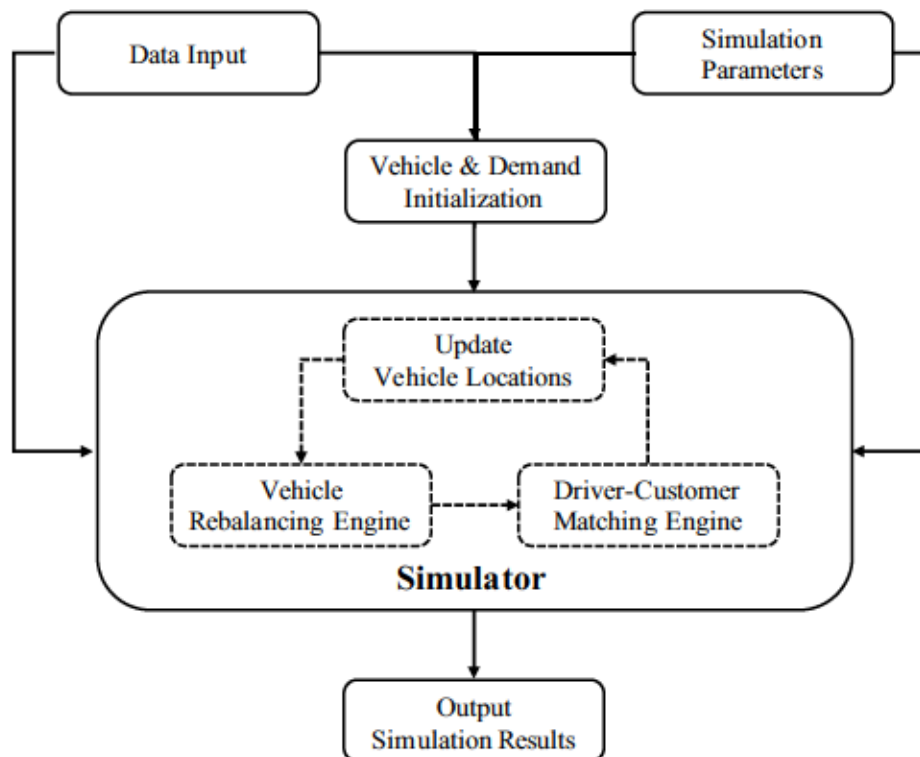 Data Input
Simulation
Parameters
Vehicle & Demand
Initialization
Update
Vehicle Locations
Vehicle
Rebalancing Engine
Driver-Customer
Matching Engine
Simulator
Output
Simulation Results